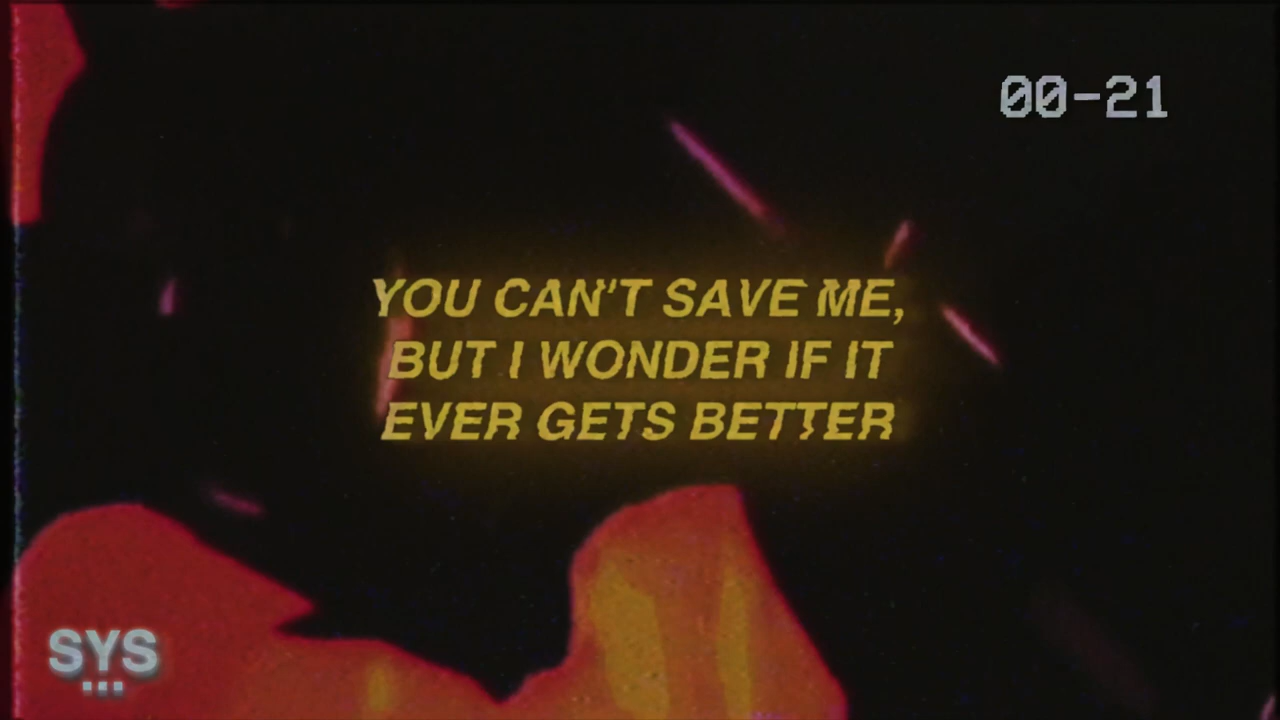 00-21
YOU CAN'T SAVE ME,
BUT I WONDER IF IT
EVER GETS BETTER
SYS